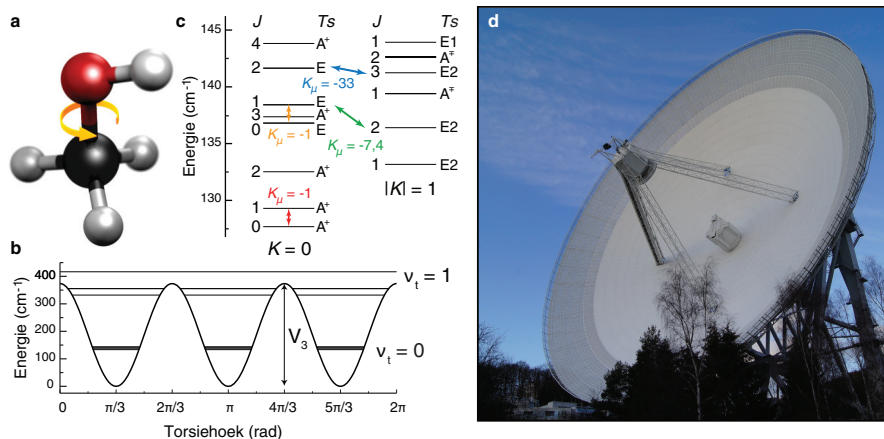 a
c
J Ts J Ts
Energie (cm⁻¹)
145
140
135
130
4 A⁺
2 E
1 E
3 A⁺
0 E
2 A⁺
1 A⁺
0 A⁺
K = 0
Kμ = -33
Kμ = -1
Kμ = -7,4
Kμ = -1
1 E1
2 A∓
3 E2
1 A∓
2 E2
1 E2
|K| = 1
b
Energie (cm⁻¹)
400
300
200
100
0
V₃
νt = 1
νt = 0
0 π/3 2π/3 π 4π/3 5π/3 2π
Torsiehoek (rad)
d